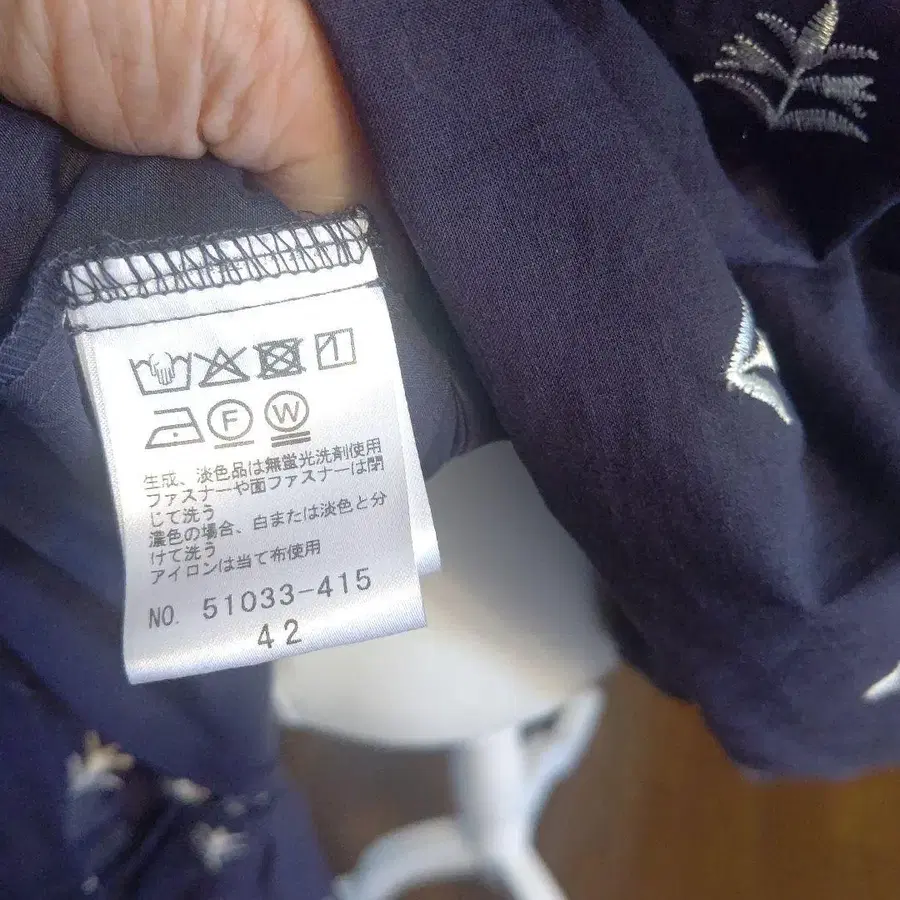 F W
生成、淡色品は無蛍光洗剤使用
ファスナーや面ファスナーは閉
じて洗う
濃色の場合、白または淡色と分
けて洗う
アイロンは当て布使用
NO. 51033-415
42